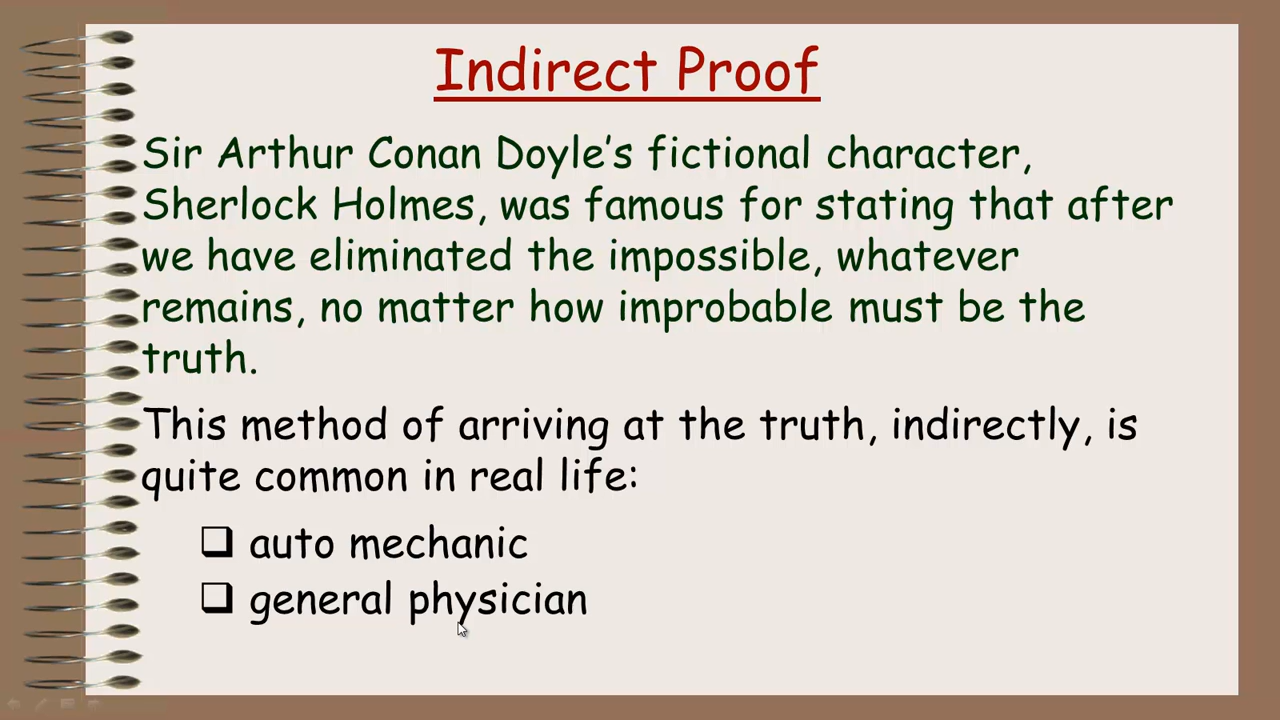 Indirect Proof
Sir Arthur Conan Doyle’s fictional character,
Sherlock Holmes, was famous for stating that after
we have eliminated the impossible, whatever
remains, no matter how improbable must be the
truth.
This method of arriving at the truth, indirectly, is
quite common in real life:
❑ auto mechanic
❑ general physician